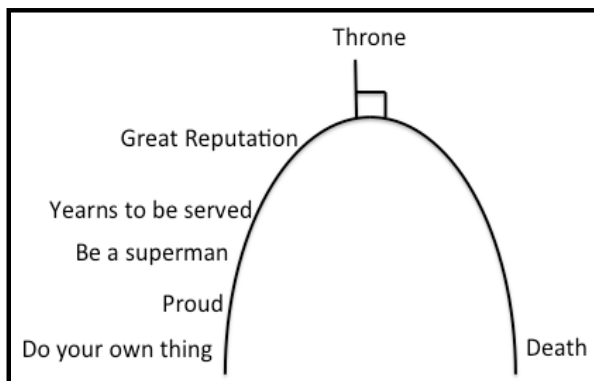 Throne
Great Reputation
Yearns to be served
Be a superman
Proud
Do your own thing
Death